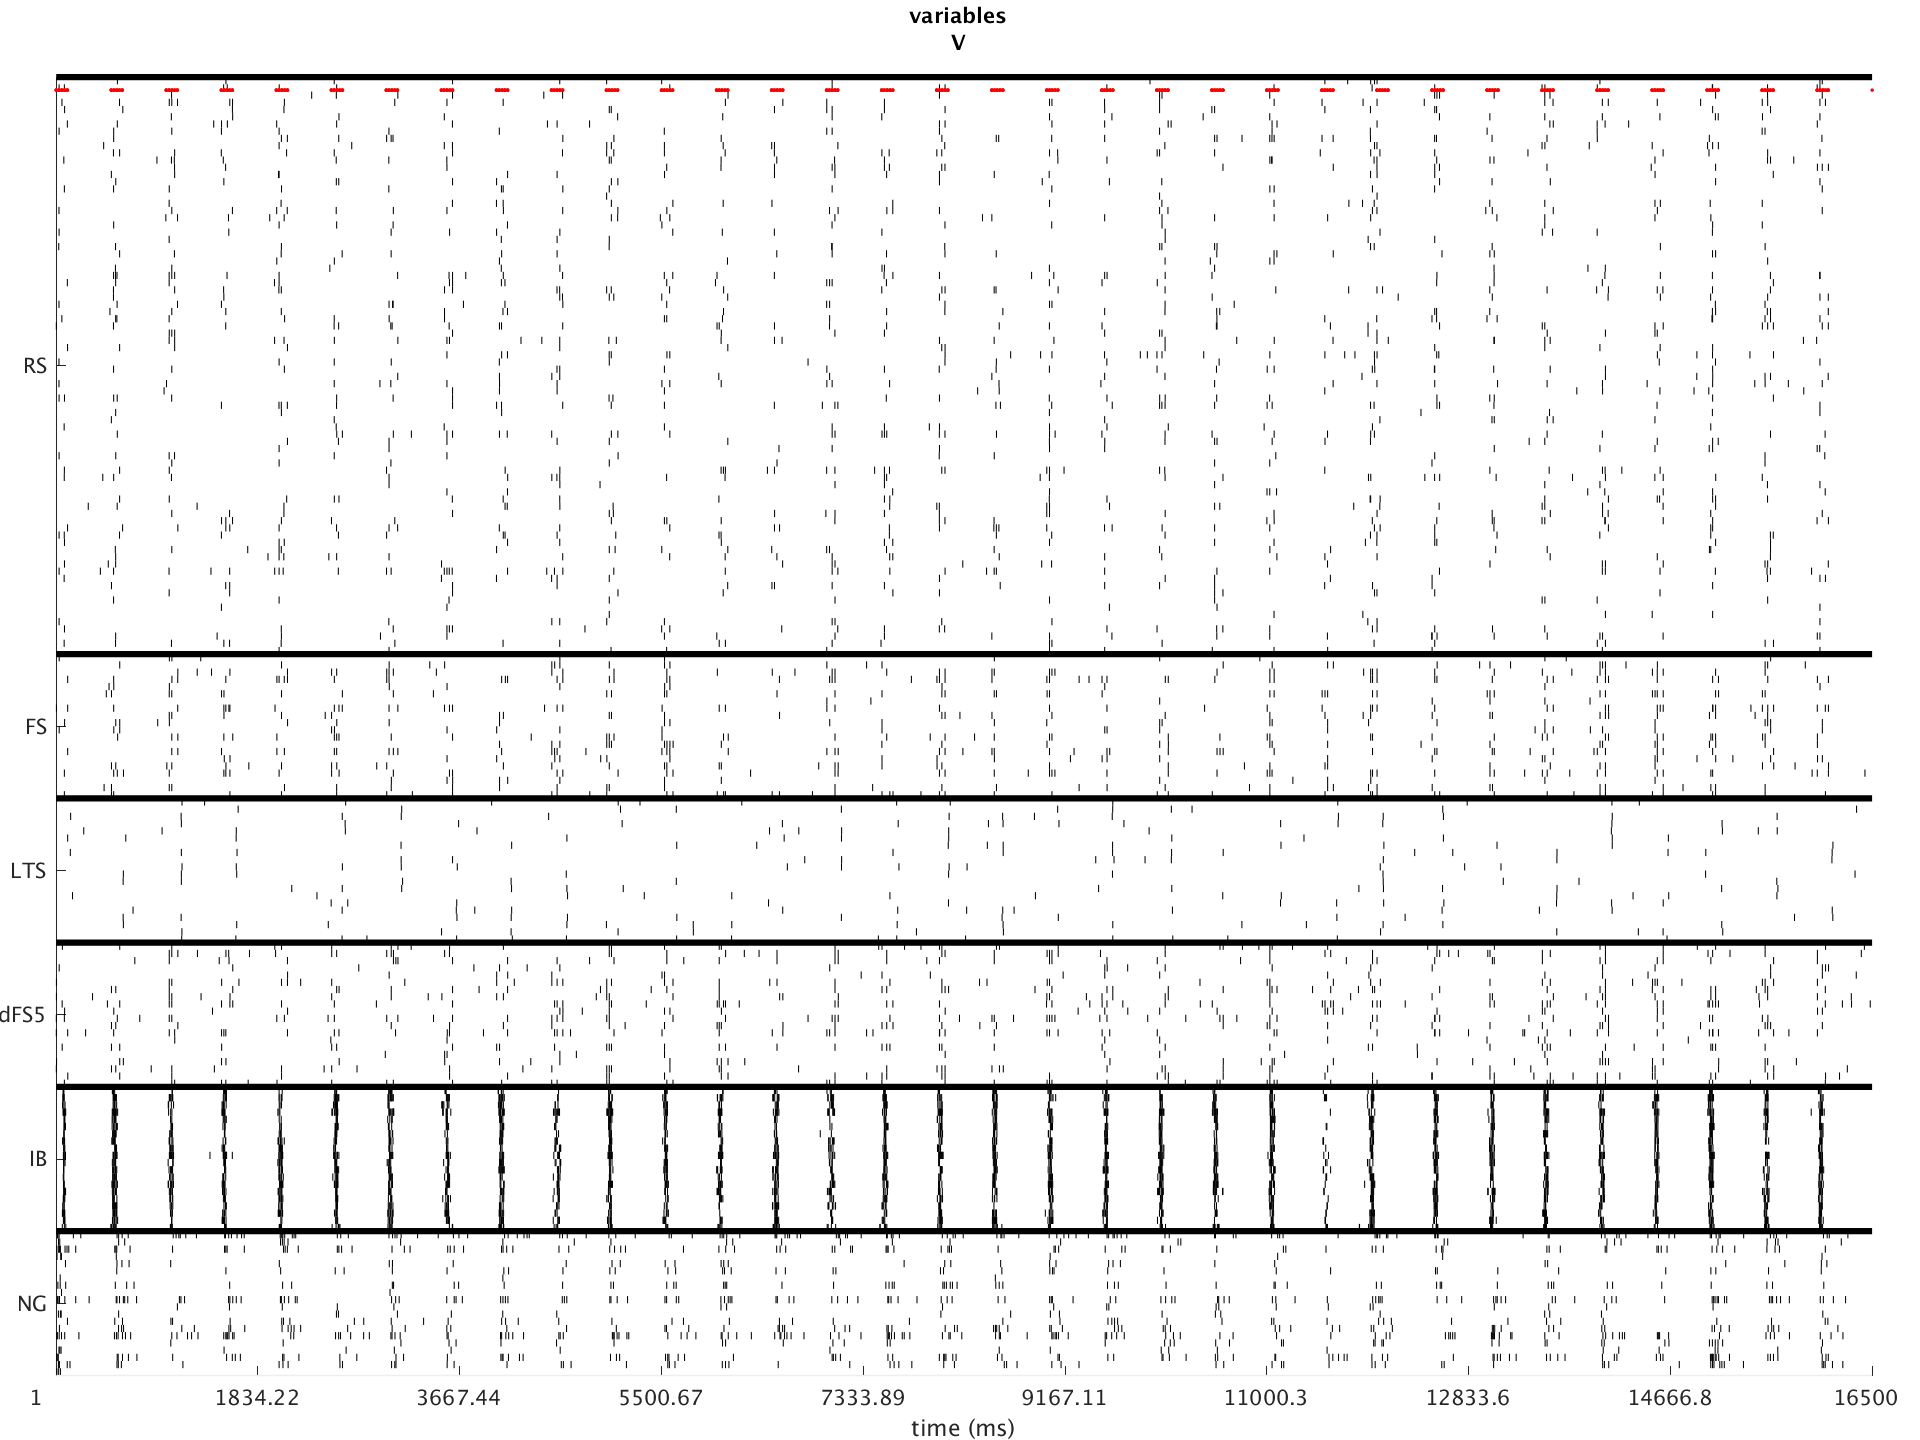 variables
V
RS
FS
LTS
dFS5
IB
NG
1 1834.22 3667.44 5500.67 7333.89 9167.11 11000.3 12833.6 14666.8 16500
time (ms)